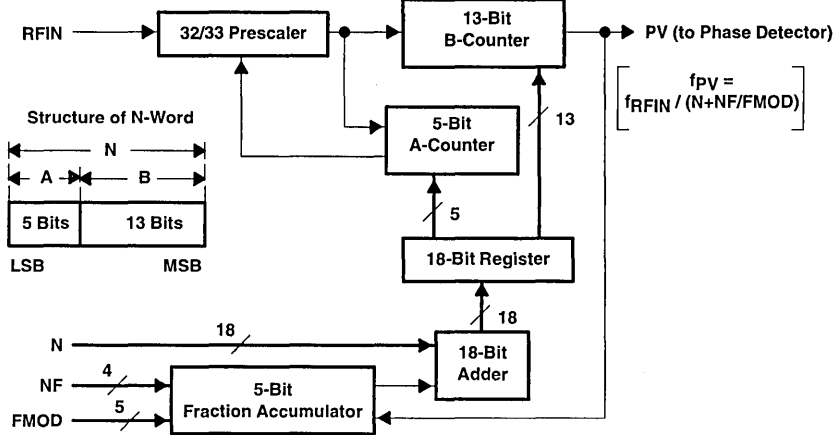 RFIN
32/33 Prescaler
13-Bit
B-Counter
PV (to Phase Detector)
fPV =
fRFIN / (N+NF/FMOD)
5-Bit
A-Counter
13
Structure of N-Word
N
A
B
5 Bits
13 Bits
LSB
MSB
5
18-Bit Register
18
N
18
18-Bit
Adder
NF
4
5-Bit
Fraction Accumulator
FMOD
5